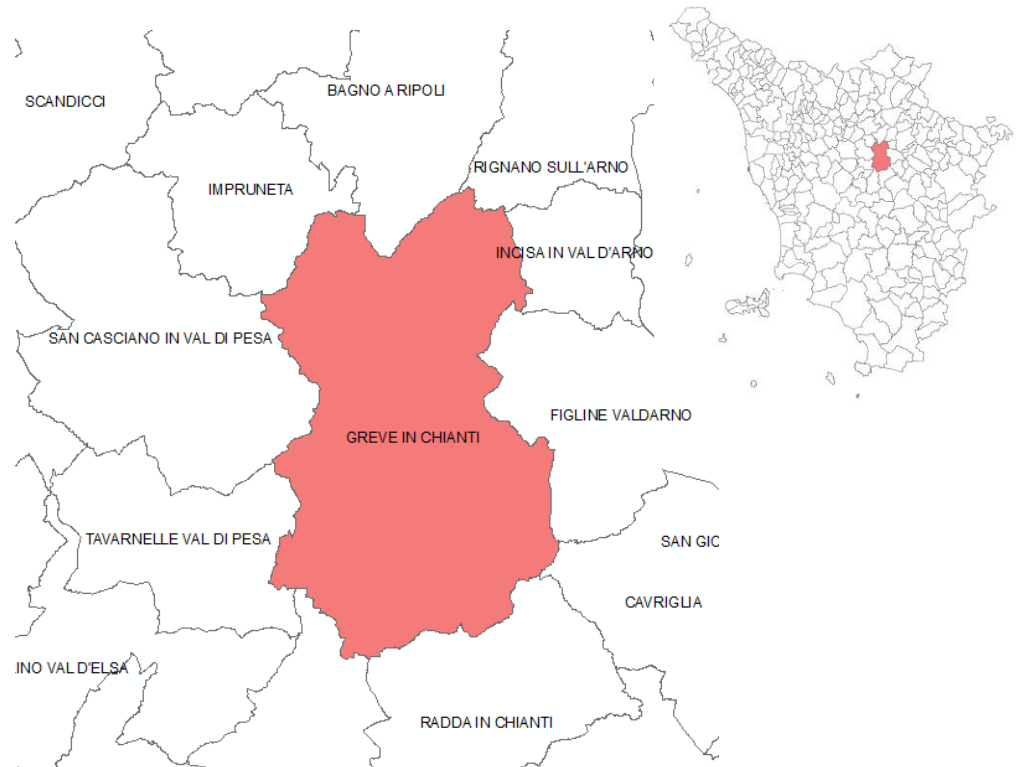 BAGNO A RIPOLI
SCANDICCI
RIGNANO SULL'ARNO
IMPRUNETA
INCISA IN VAL D'ARNO
SAN CASCIANO IN VAL DI PESA
FIGLINE VALDARNO
GREVE IN CHIANTI
TAVARNELLE VAL DI PESA
SAN GIO
CAVRIGLIA
INO VAL D'ELSA
RADDA IN CHIANTI